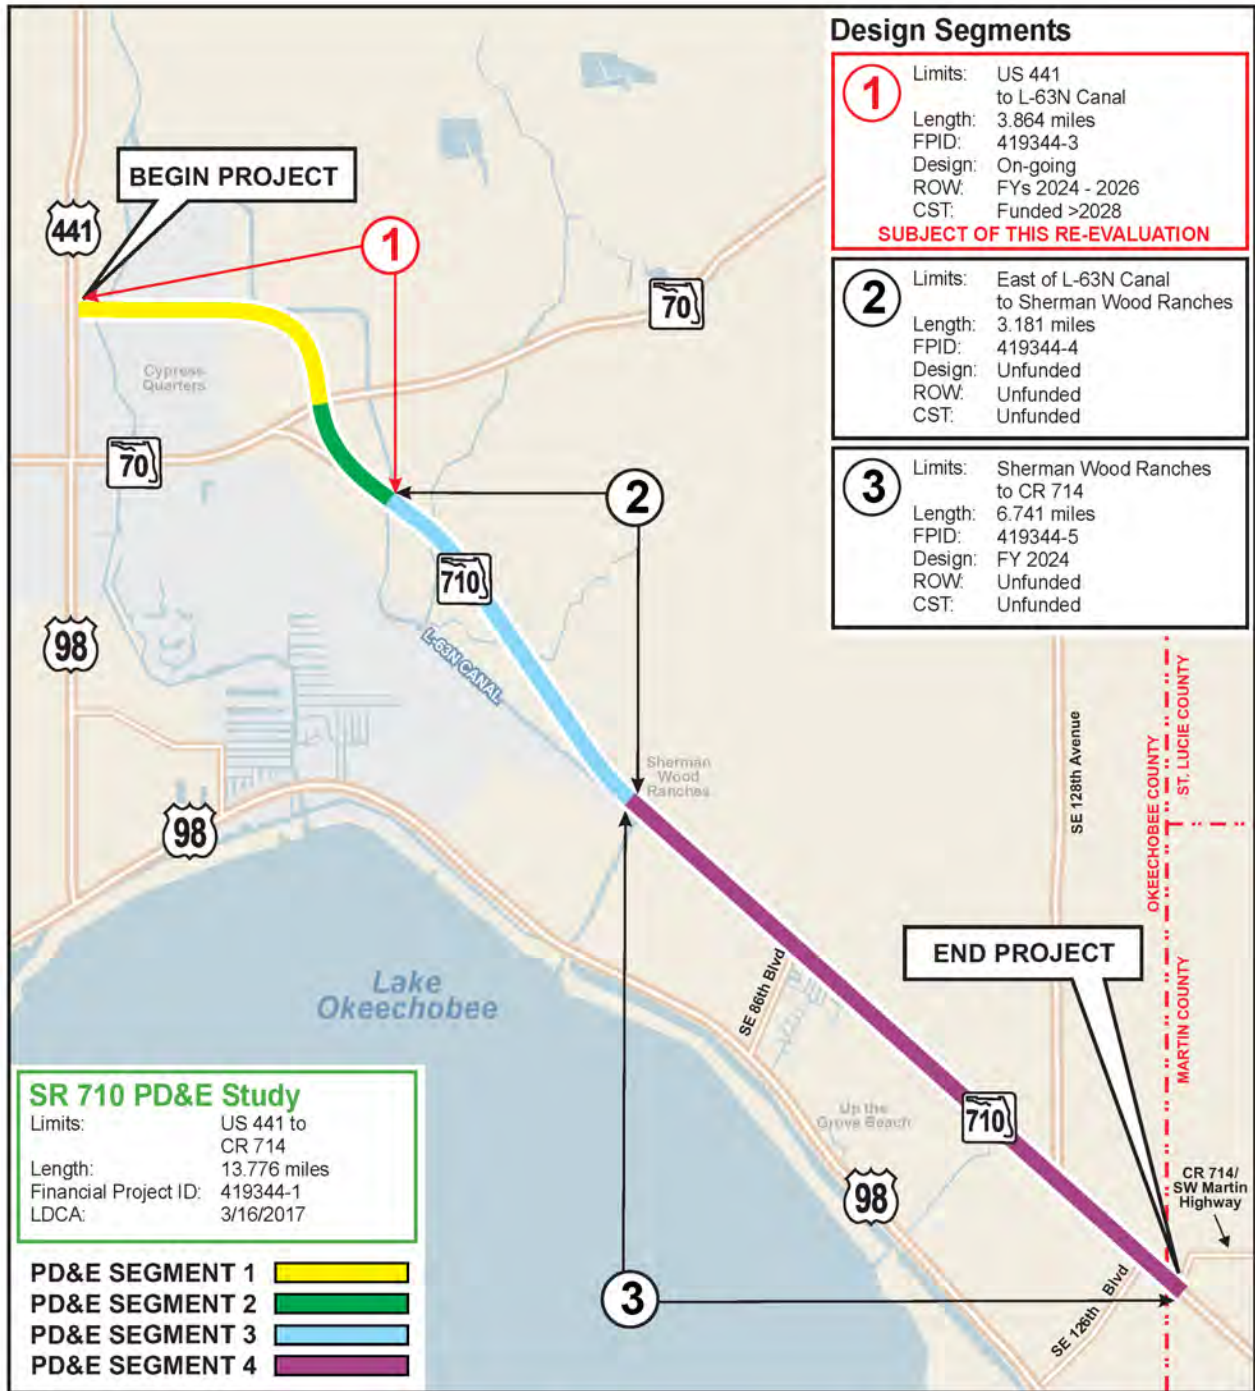 Design Segments
1
Limits: US 441
to L-63N Canal
Length: 3.864 miles
FPID: 419344-3
Design: On-going
ROW: FYs 2024 - 2026
CST: Funded >2028
SUBJECT OF THIS RE-EVALUATION
2
Limits: East of L-63N Canal
to Sherman Wood Ranches
Length: 3.181 miles
FPID: 419344-4
Design: Unfunded
ROW: Unfunded
CST: Unfunded
3
Limits: Sherman Wood Ranches
to CR 714
Length: 6.741 miles
FPID: 419344-5
Design: FY 2024
ROW: Unfunded
CST: Unfunded
BEGIN PROJECT
441
1
70
Cypress
Quarters
70
2
710
98
L-63N CANAL
Sherman
Wood
Ranches
98
SE 128th Avenue
OKEECHOBEE COUNTY
ST. LUCIE COUNTY
MARTIN COUNTY
END PROJECT
Lake
Okeechobee
SE 86th Blvd
Up the
Grove Beach
710
98
CR 714/
SW Martin
Highway
SE 126th Blvd
3
SR 710 PD&E Study
Limits: US 441 to
CR 714
Length: 13.776 miles
Financial Project ID: 419344-1
LDCA: 3/16/2017
PD&E SEGMENT 1
PD&E SEGMENT 2
PD&E SEGMENT 3
PD&E SEGMENT 4